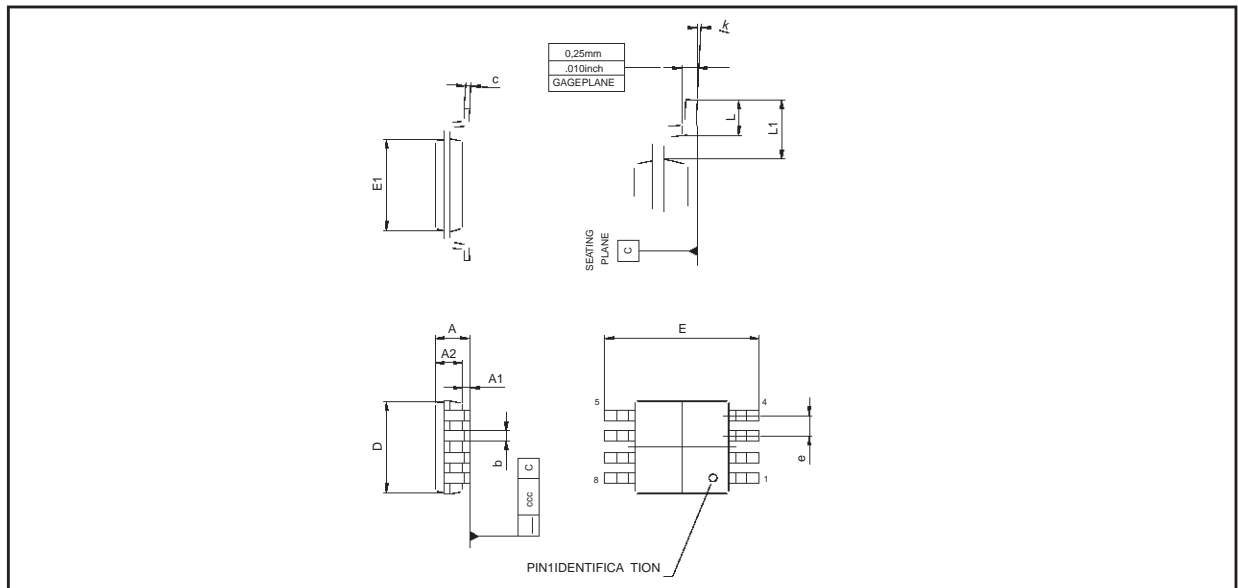 k
0,25mm
.010inch
GAGEPLANE
c
L
L1
E1
SEATING
PLANE
C
A
A2
A1
D
b
C
ccc
E
5
4
e
8
1
PIN1IDENTIFICA TION